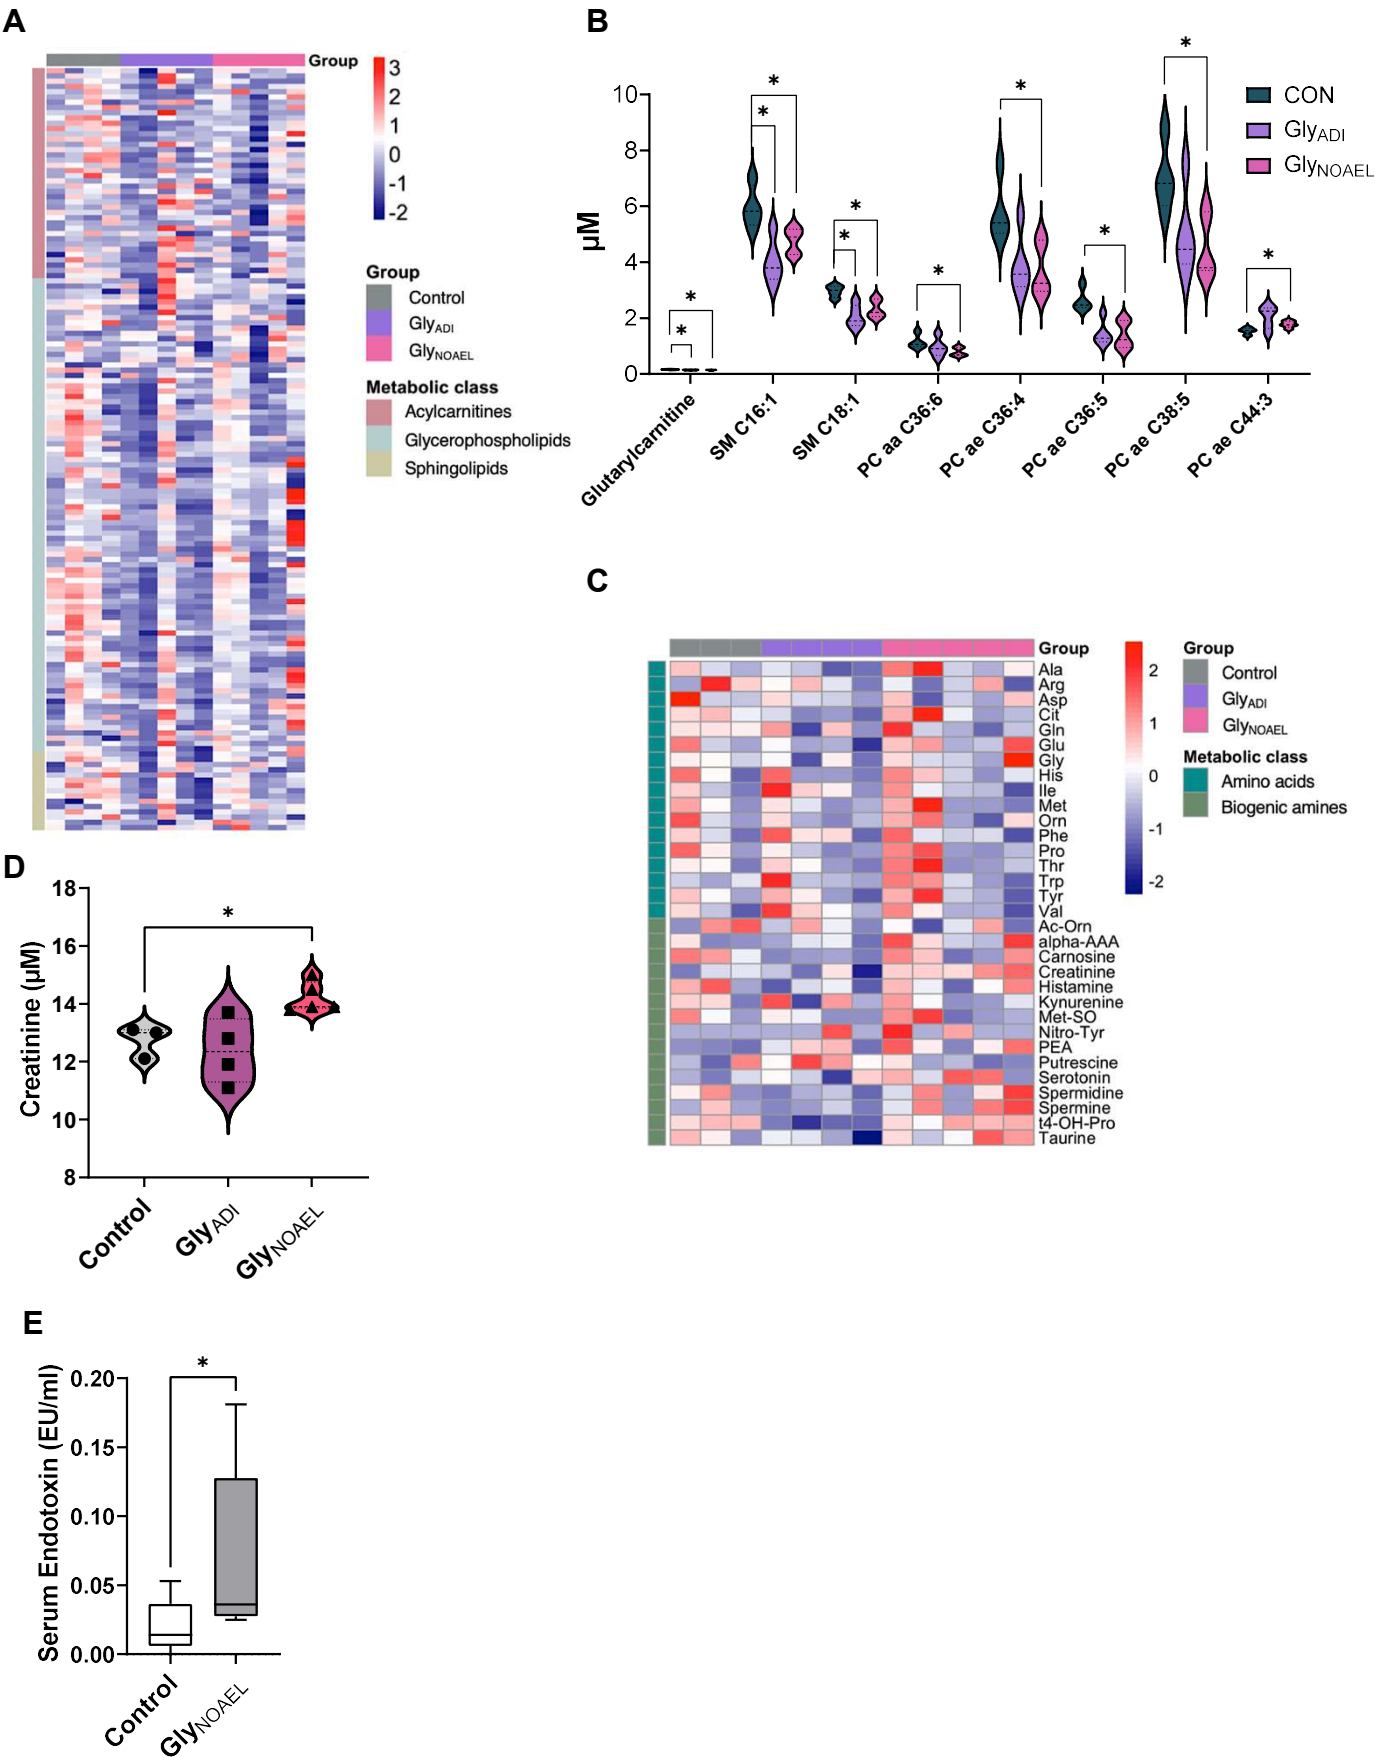 A
Group
3
2
1
0
-1
-2
Group
Control
GlyADI
GlyNOAEL
Metabolic class
Acylcarnitines
Glycerophospholipids
Sphingolipids
B
μM
10
8
6
4
2
0
*
*
*
*
*
*
*
*
*
*
*
CON
GlyADI
GlyNOAEL
Glutarylcarnitine
SM C16:1
SM C18:1
PC aa C36:6
PC ae C36:4
PC ae C36:5
PC ae C38:5
PC ae C44:3
C
Group
Ala
Arg
Asp
Cit
Gln
Glu
Gly
His
Ile
Met
Orn
Phe
Pro
Thr
Trp
Tyr
Val
Ac-Orn
alpha-AAA
Carnosine
Creatinine
Histamine
Kynurenine
Met-SO
Nitro-Tyr
PEA
Putrescine
Serotonin
Spermidine
Spermine
t4-OH-Pro
Taurine
2
1
0
-1
-2
Group
Control
GlyADI
GlyNOAEL
Metabolic class
Amino acids
Biogenic amines
D
Creatinine (μM)
18
16
14
12
10
8
*
Control
GlyADI
GlyNOAEL
E
Serum Endotoxin (EU/ml)
0.20
0.15
0.10
0.05
0.00
*
Control
GlyNOAEL